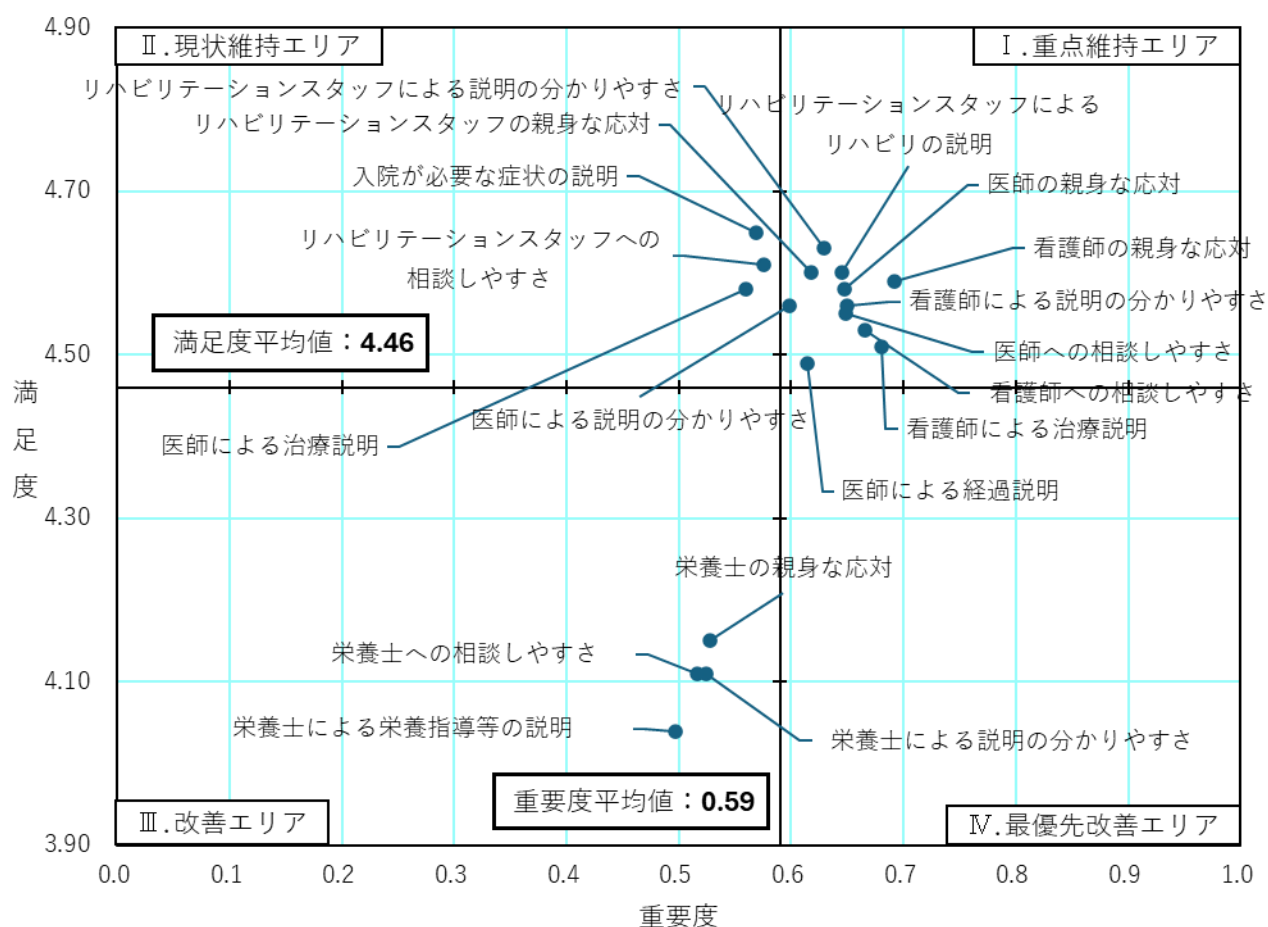 4.90
Ⅱ.現状維持エリア
Ⅰ.重点維持エリア
リハビリテーションスタッフによる説明の分かりやすさ
リハビリテーションスタッフによる
リハビリの説明
リハビリテーションスタッフの親身な応対
入院が必要な症状の説明
医師の親身な応対
4.70
リハビリテーションスタッフへの
相談しやすさ
看護師の親身な応対
看護師による説明の分かりやすさ
満足度平均値：4.46
4.50
医師への相談しやすさ
看護師への相談しやすさ
満足度
医師による説明の分かりやすさ
看護師による治療説明
医師による治療説明
医師による経過説明
4.30
栄養士の親身な応対
栄養士への相談しやすさ
4.10
栄養士による栄養指導等の説明
栄養士による説明の分かりやすさ
重要度平均値：0.59
Ⅲ.改善エリア
Ⅳ.最優先改善エリア
3.90
0.0 0.1 0.2 0.3 0.4 0.5 0.6 0.7 0.8 0.9 1.0
重要度